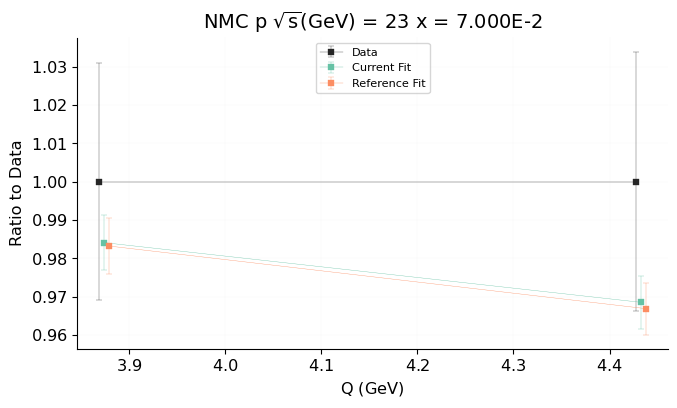 NMC p √s(GeV) = 23 x = 7.000E-2
Data
Current Fit
Reference Fit
Ratio to Data
1.03
1.02
1.01
1.00
0.99
0.98
0.97
0.96
3.9 4.0 4.1 4.2 4.3 4.4
Q (GeV)